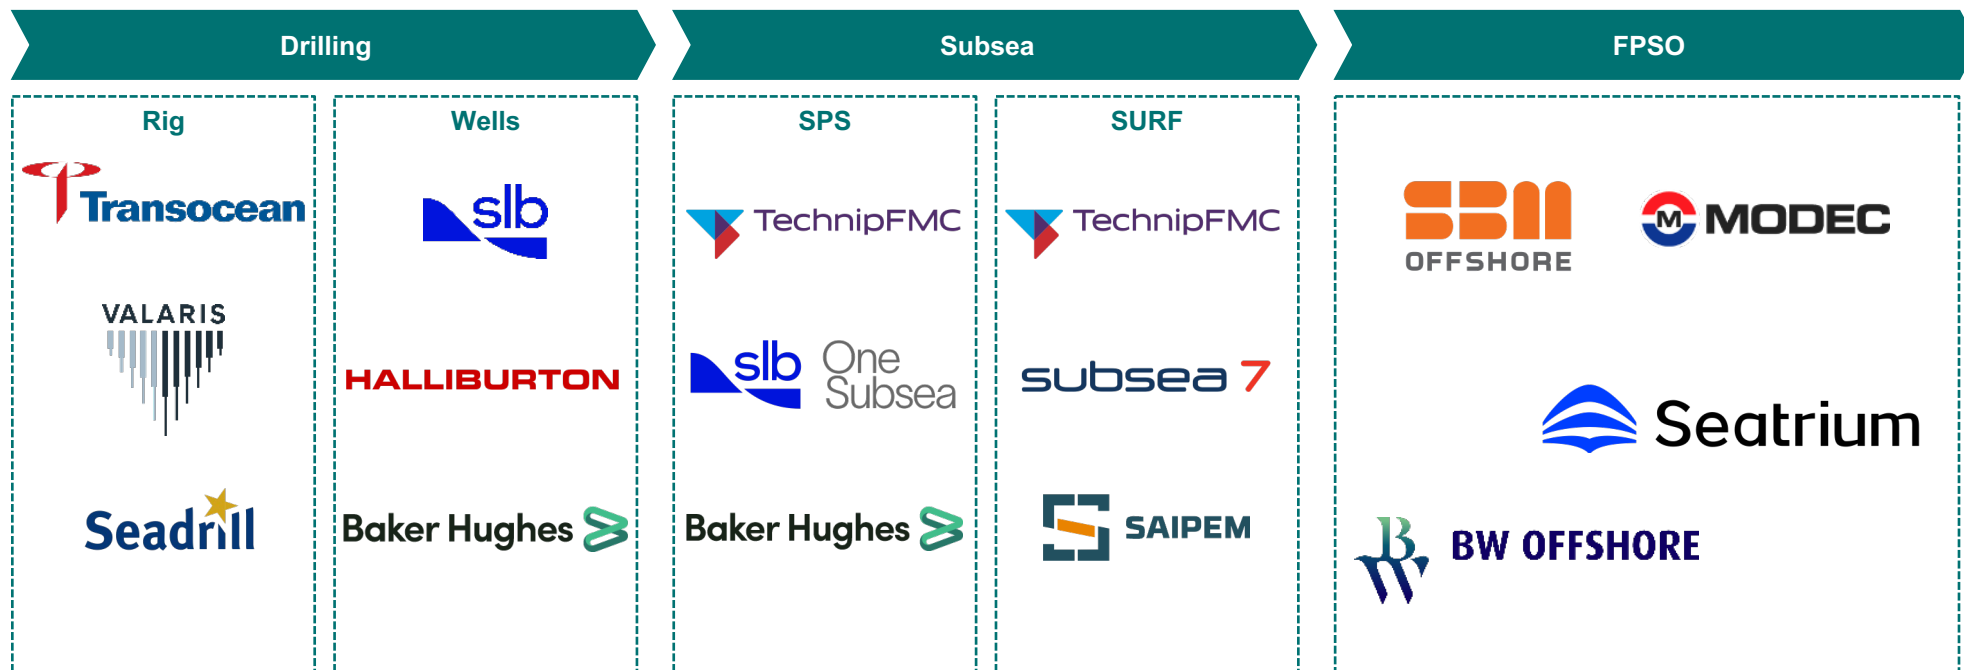 Drilling
Subsea
FPSO
Rig
Transocean
VALARIS
Seadrill
Wells
slb
HALLIBURTON
Baker Hughes
SPS
TechnipFMC
slb One
Subsea
Baker Hughes
SURF
TechnipFMC
subsea 7
SAIPEM
SBM
OFFSHORE
M MODEC
Seatrium
BW BW OFFSHORE